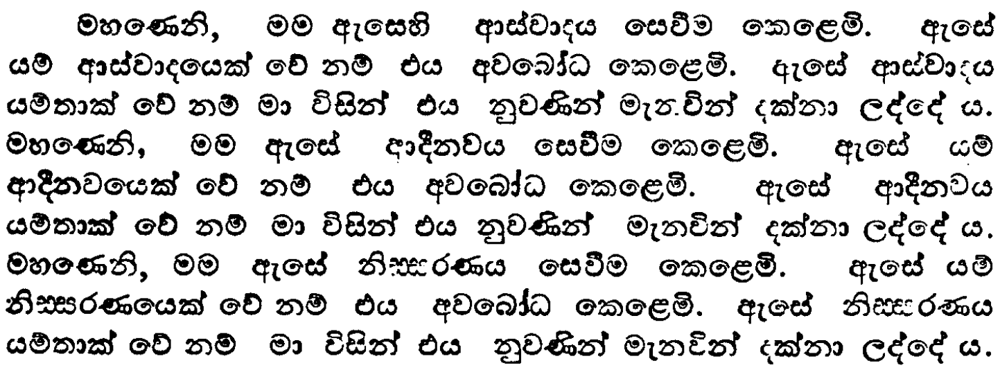 මහණෙනි, මම ඇසෙහි ආස්වාදය සෙවීම කෙළෙමි. ඇසේ
යම් ආස්වාදයෙක් වේ නම් එය අවබෝධ කෙළෙමි. ඇසේ ආස්වාදය
යම්තාක් වේ නම් මා විසින් එය නුවණින් මැනවින් දක්නා ලද්දේ ය.
මහණෙනි, මම ඇසේ ආදීනවය සෙවීම කෙළෙමි. ඇසේ යම්
ආදීනවයෙක් වේ නම් එය අවබෝධ කෙළෙමි. ඇසේ ආදීනවය
යම්තාක් වේ නම් මා විසින් එය නුවණින් මැනවින් දක්නා ලද්දේ ය.
මහණෙනි, මම ඇසේ නිස්සරණය සෙවීම කෙළෙමි. ඇසේ යම්
නිස්සරණයෙක් වේ නම් එය අවබෝධ කෙළෙමි. ඇසේ නිස්සරණය
යම්තාක් වේ නම් මා විසින් එය නුවණින් මැනවින් දක්නා ලද්දේ ය.